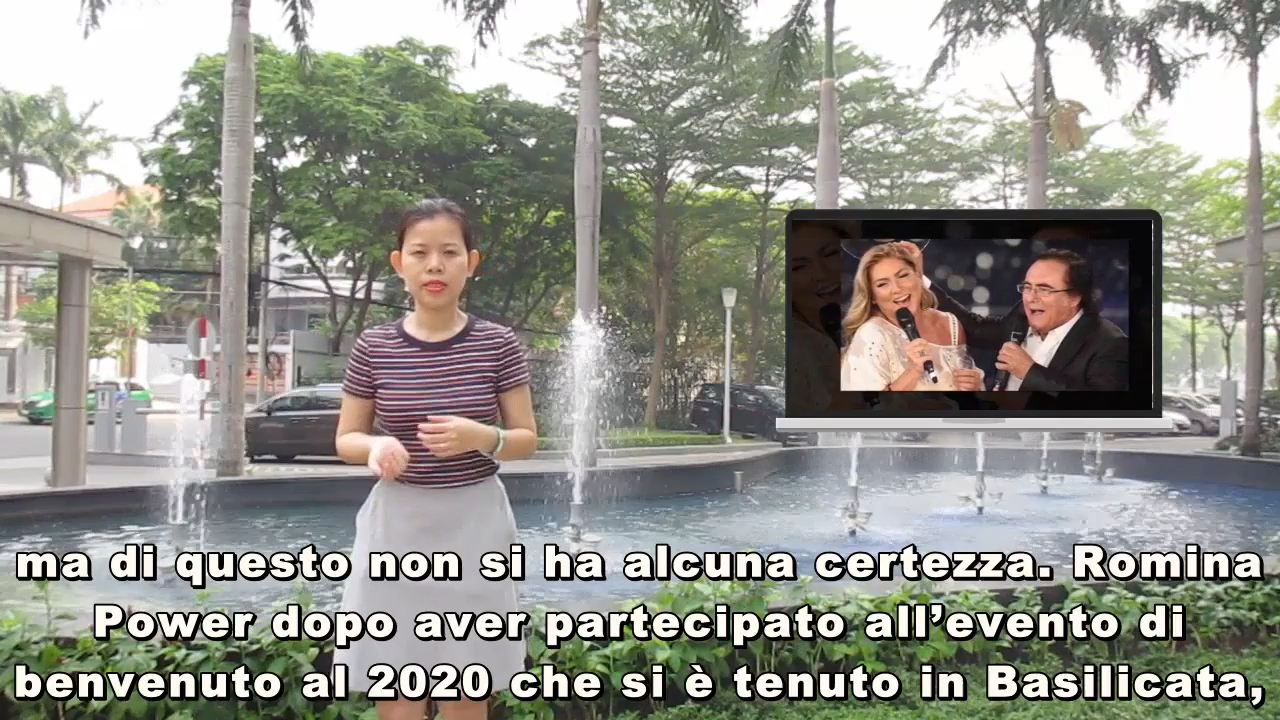 ma di questo non si ha alcuna certezza. Romina
Power dopo aver partecipato all’evento di
benvenuto al 2020 che si è tenuto in Basilicata,